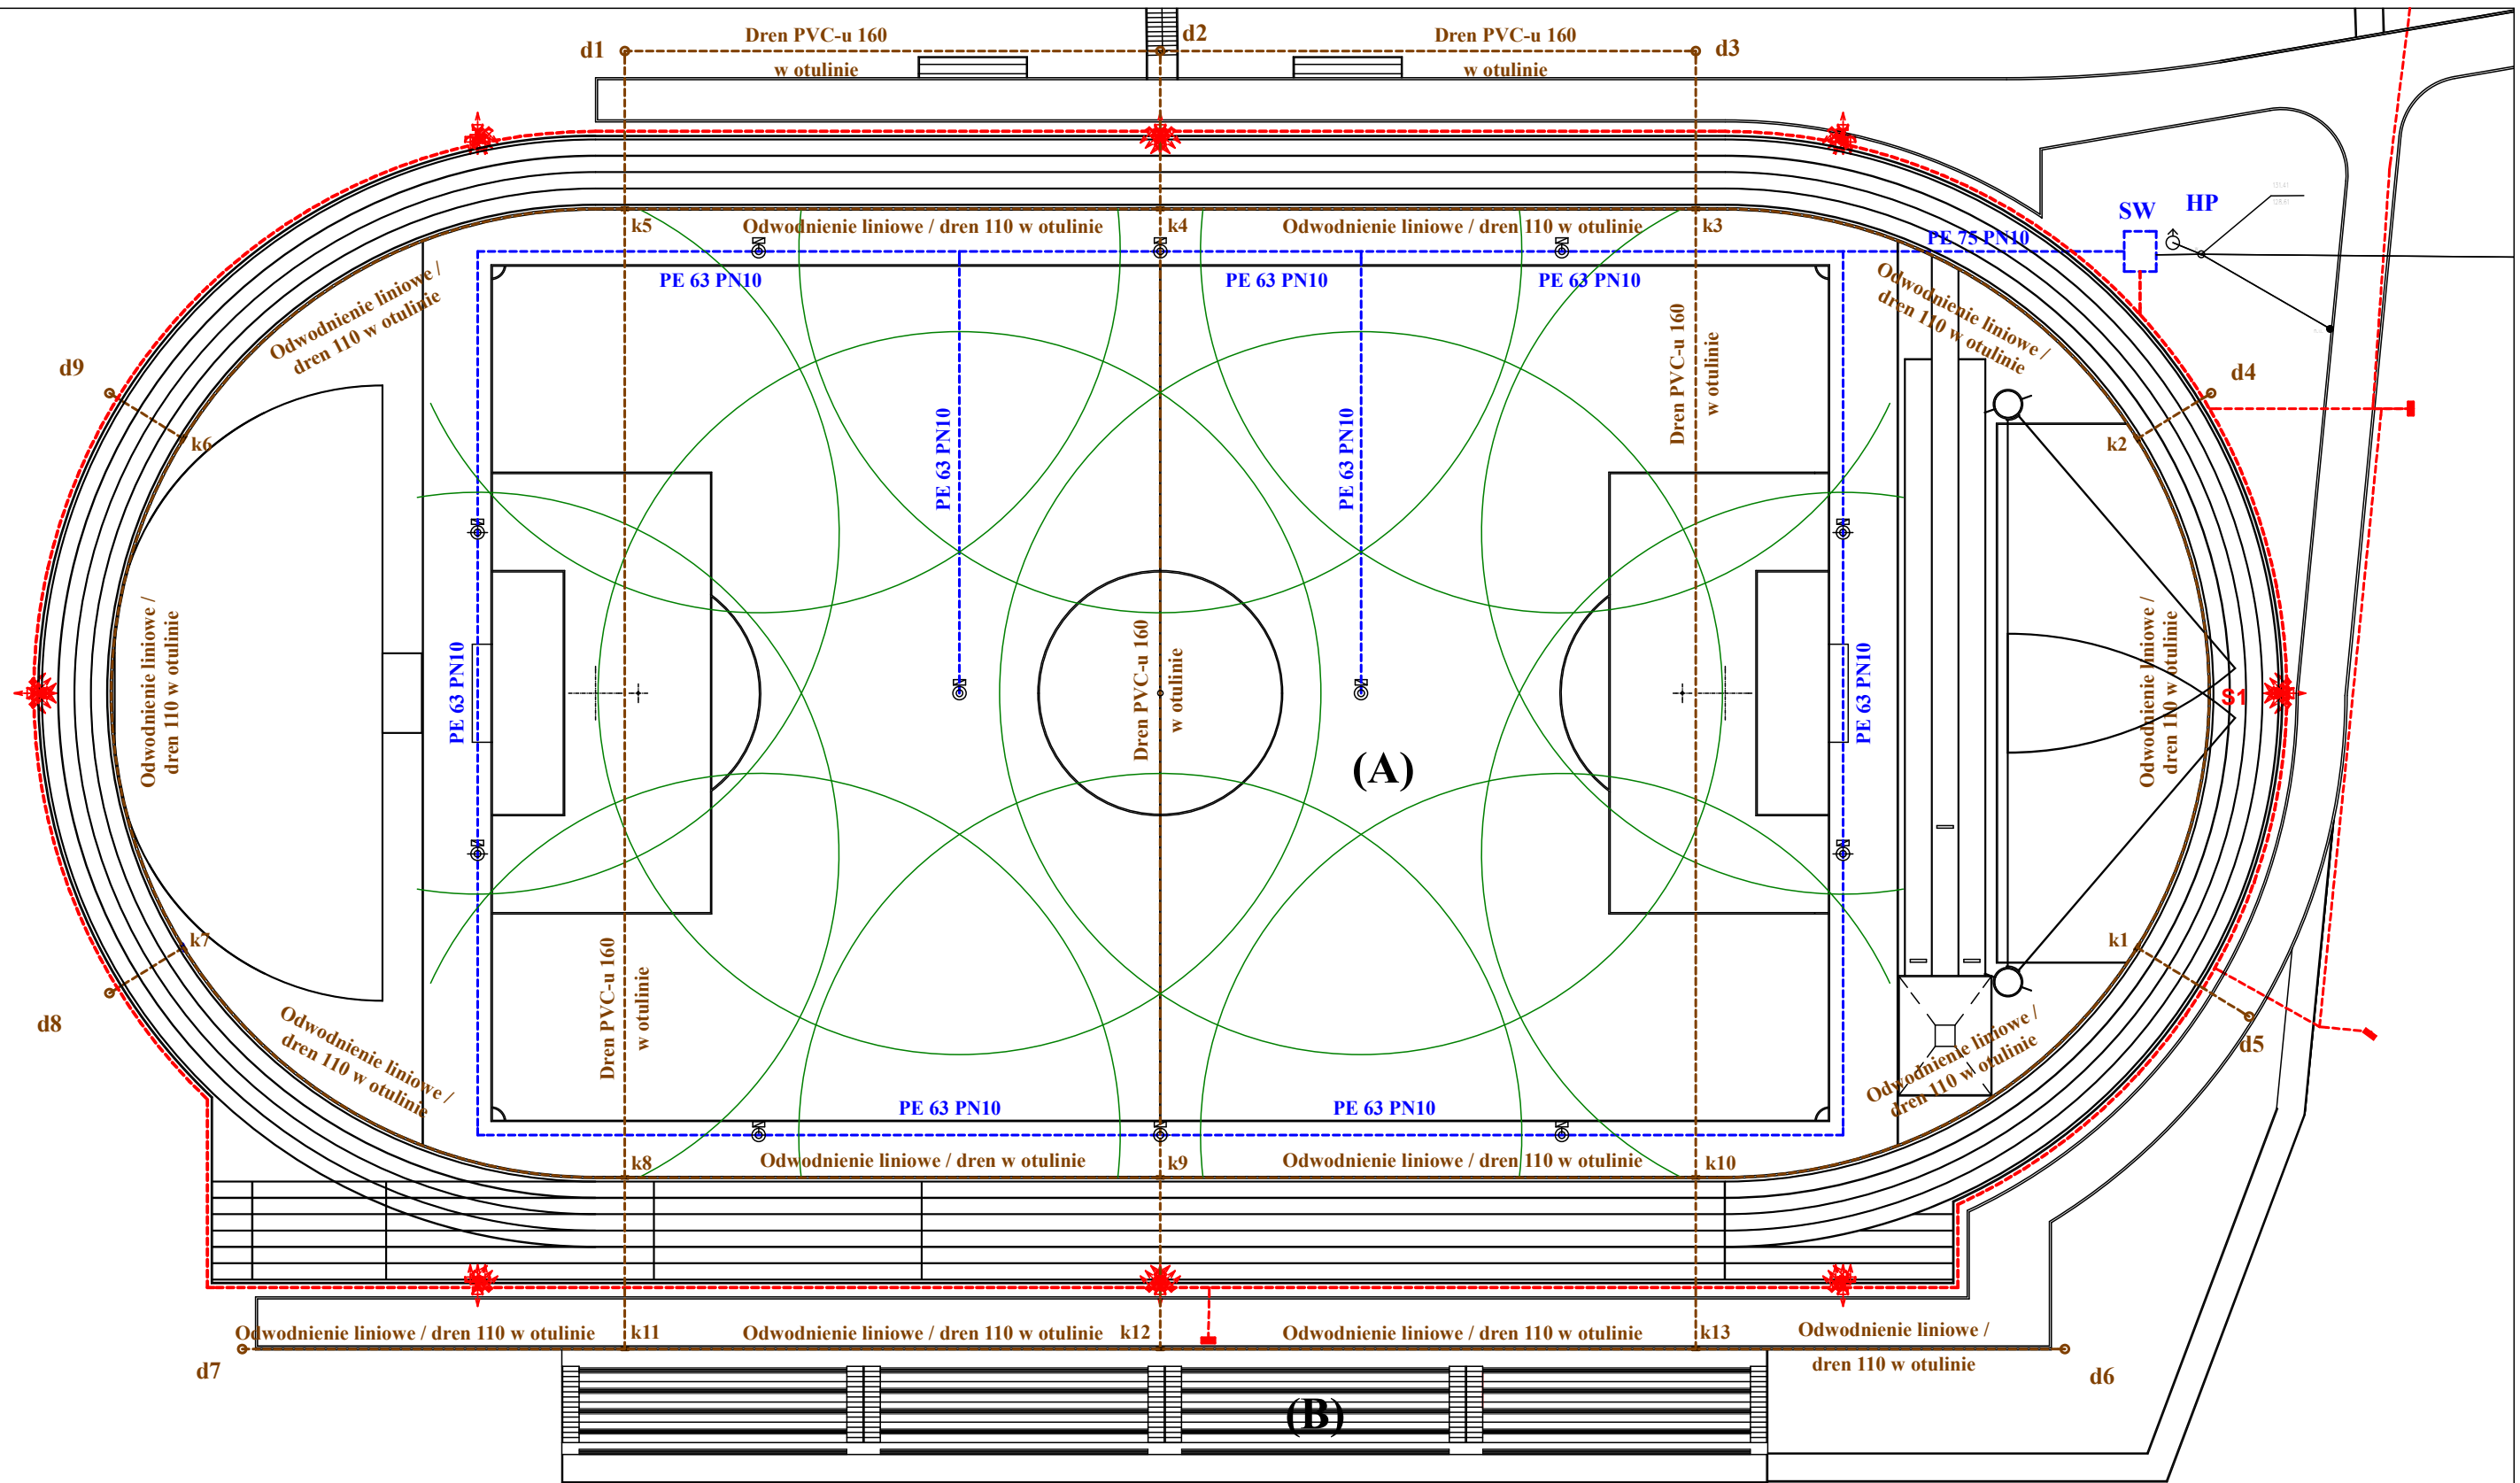 d1
Dren PVC-u 160
w otulinie
d2
Dren PVC-u 160
w otulinie
d3
k5
Odwodnienie liniowe / dren 110 w otulinie
k4
Odwodnienie liniowe / dren 110 w otulinie
k3
SW
HP
PE 75 PN10
PE 63 PN10
PE 63 PN10
PE 63 PN10
Odwodnienie liniowe /
dren 110 w otulinie
Odwodnienie liniowe /
dren 110 w otulinie
d9
k6
d4
k2
Dren PVC-u 160
w otulinie
PE 63 PN10
PE 63 PN10
Odwodnienie liniowe /
dren 110 w otulinie
PE 63 PN10
Dren PVC-u 160
w otulinie
(A)
PE 63 PN10
Odwodnienie liniowe /
dren 110 w otulinie
S1
k7
d8
k1
d5
Dren PVC-u 160
w otulinie
Odwodnienie liniowe /
dren 110 w otulinie
Odwodnienie liniowe /
dren 110 w otulinie
PE 63 PN10
PE 63 PN10
k8
Odwodnienie liniowe / dren w otulinie
k9
Odwodnienie liniowe / dren 110 w otulinie
k10
Odwodnienie liniowe / dren 110 w otulinie
k11
Odwodnienie liniowe / dren 110 w otulinie
k12
Odwodnienie liniowe / dren 110 w otulinie
k13
Odwodnienie liniowe /
dren 110 w otulinie
d7
d6
(B)